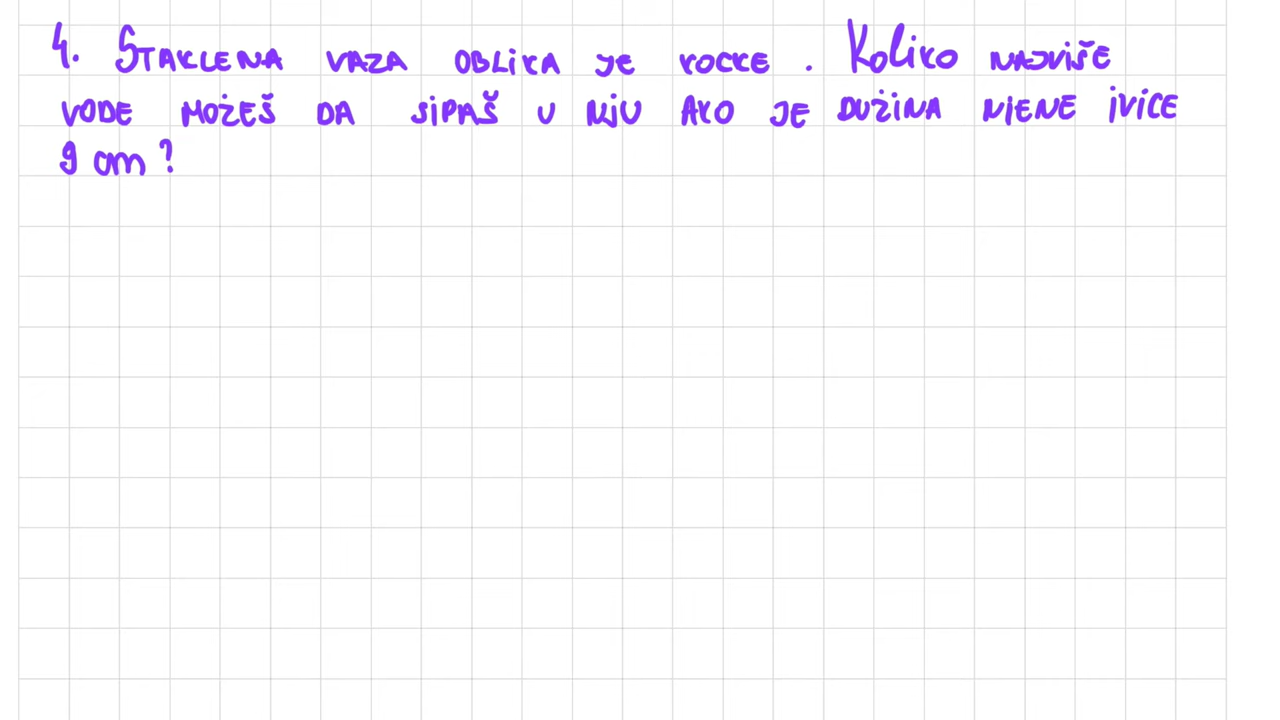 4. STAKLENA VAZA OBLIKA JE KOCKE. KOLIKO NAJVIŠE
VODE MOŽEŠ DA SIPAŠ U NJU AKO JE DUŽINA NJENE IVICE
9 cm?